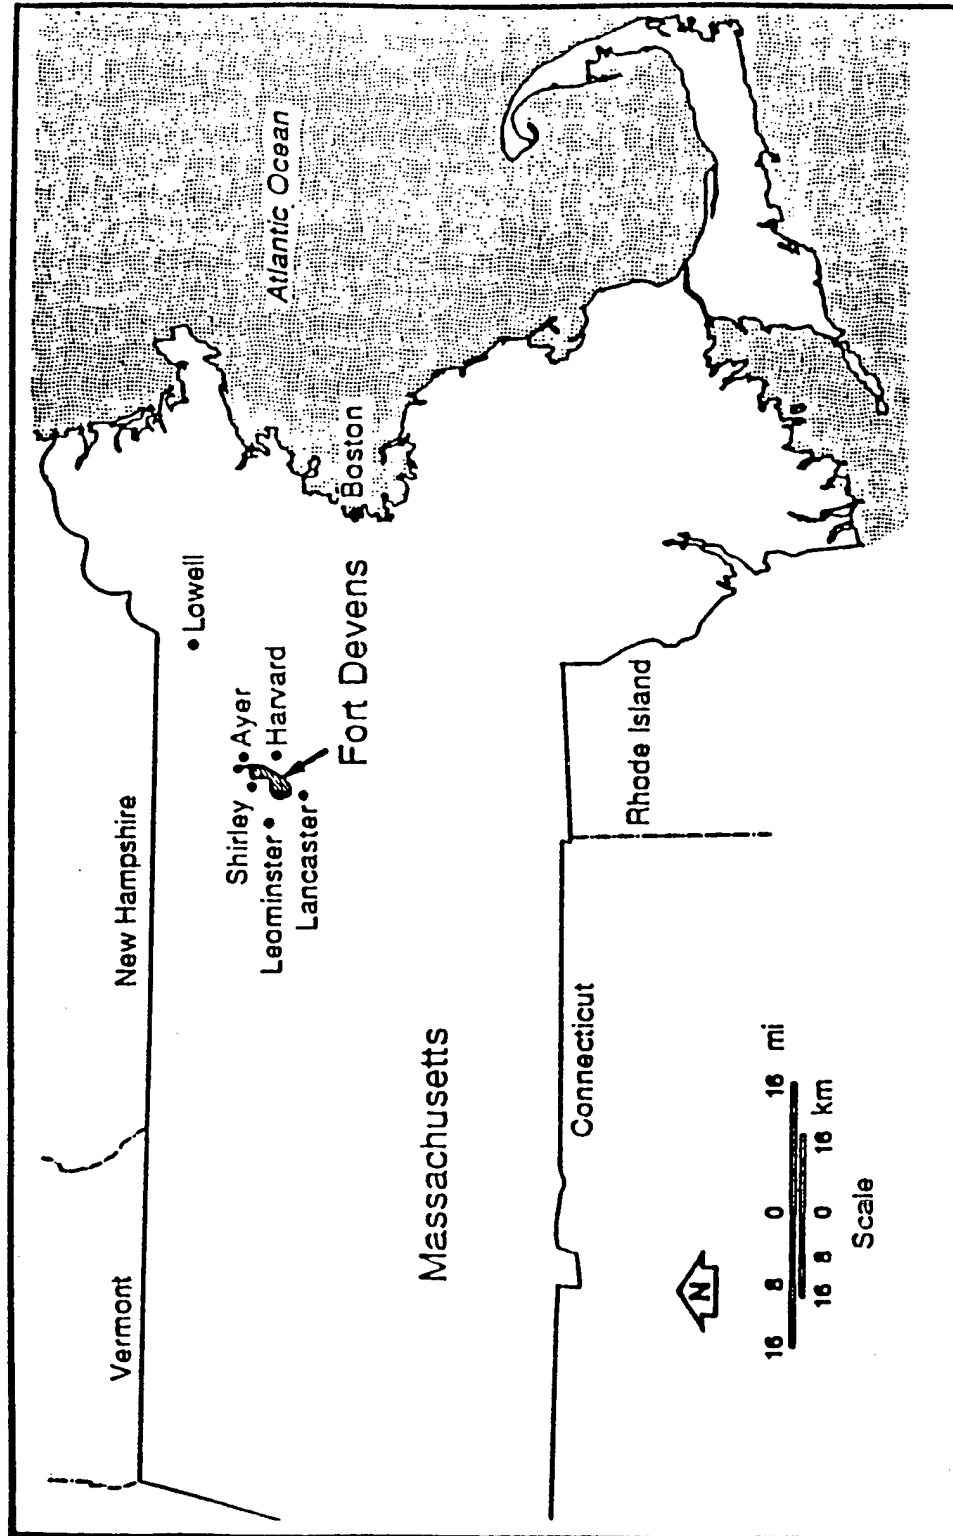 Atlantic Ocean
Boston
Lowell
Ayer
Harvard
Fort Devens
Shirley
Leominster
Lancaster
New Hampshire
Vermont
Massachusetts
Rhode Island
Connecticut
N
16 8 0 16 mi
16 8 0 16 km
Scale